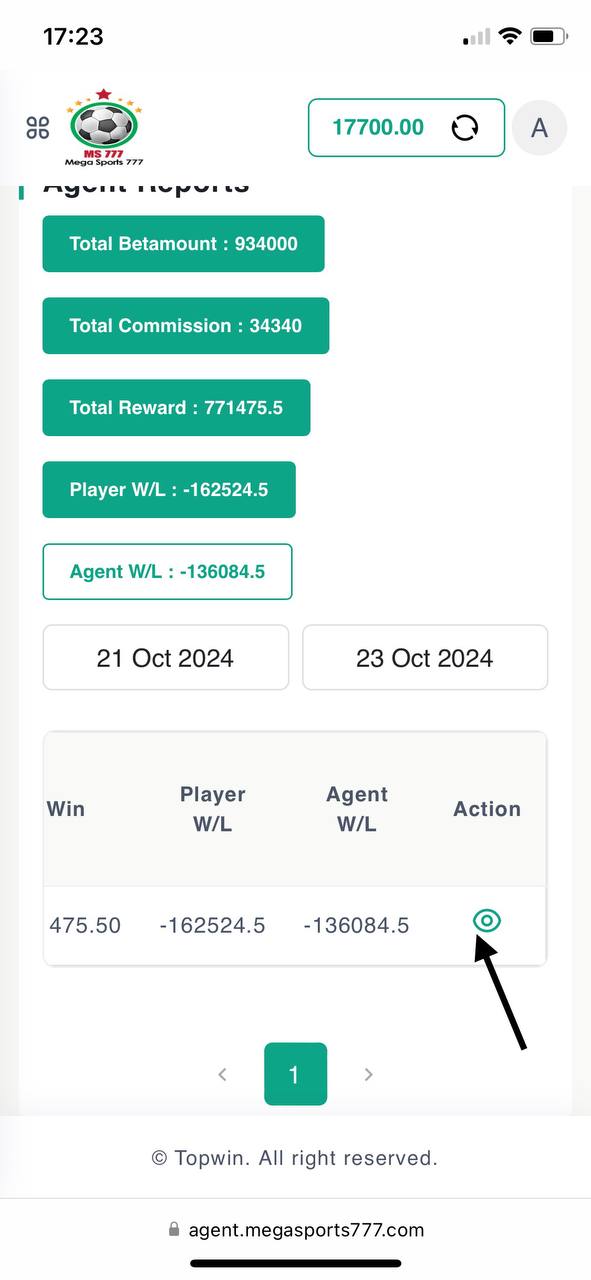 17:23
MS 777
Mega Sports 777
17700.00
A
Agent Reports
Total Betamount : 934000
Total Commission : 34340
Total Reward : 771475.5
Player W/L : -162524.5
Agent W/L : -136084.5
21 Oct 2024
23 Oct 2024
Win
Player W/L
Agent W/L
Action
475.50
-162524.5
-136084.5
< 1 >
© Topwin. All right reserved.
agent.megasports777.com